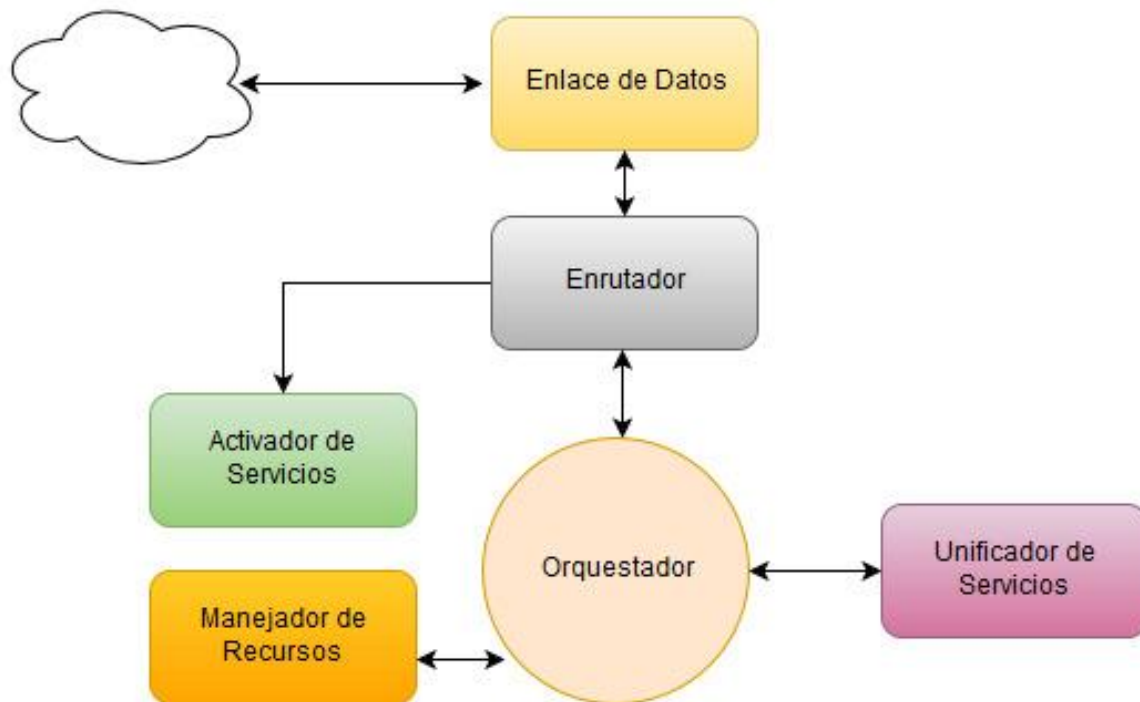 Enlace de Datos
Enrutador
Activador de
Servicios
Orquestador
Unificador de
Servicios
Manejador de
Recursos